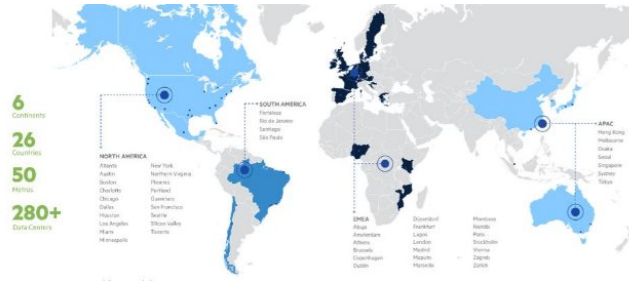 6
Continents
26
Countries
50
Metros
280+
Data Centers
NORTH AMERICA
Atlanta
Austin
Boston
Charlotte
Chicago
Dallas
Houston
Los Angeles
Miami
Minneapolis
New York
Northern Virginia
Phoenix
Portland
Queretaro
San Francisco
Seattle
Silicon Valley
Toronto
SOUTH AMERICA
Fortaleza
Rio de Janeiro
Santiago
São Paulo
EMEA
Abuja
Amsterdam
Athens
Brussels
Copenhagen
Dublin
Düsseldorf
Frankfurt
Lagos
London
Madrid
Maputo
Marseille
Mombasa
Nairobi
Paris
Stockholm
Vienna
Zagreb
Zurich
APAC
Hong Kong
Melbourne
Osaka
Seoul
Singapore
Sydney
Tokyo